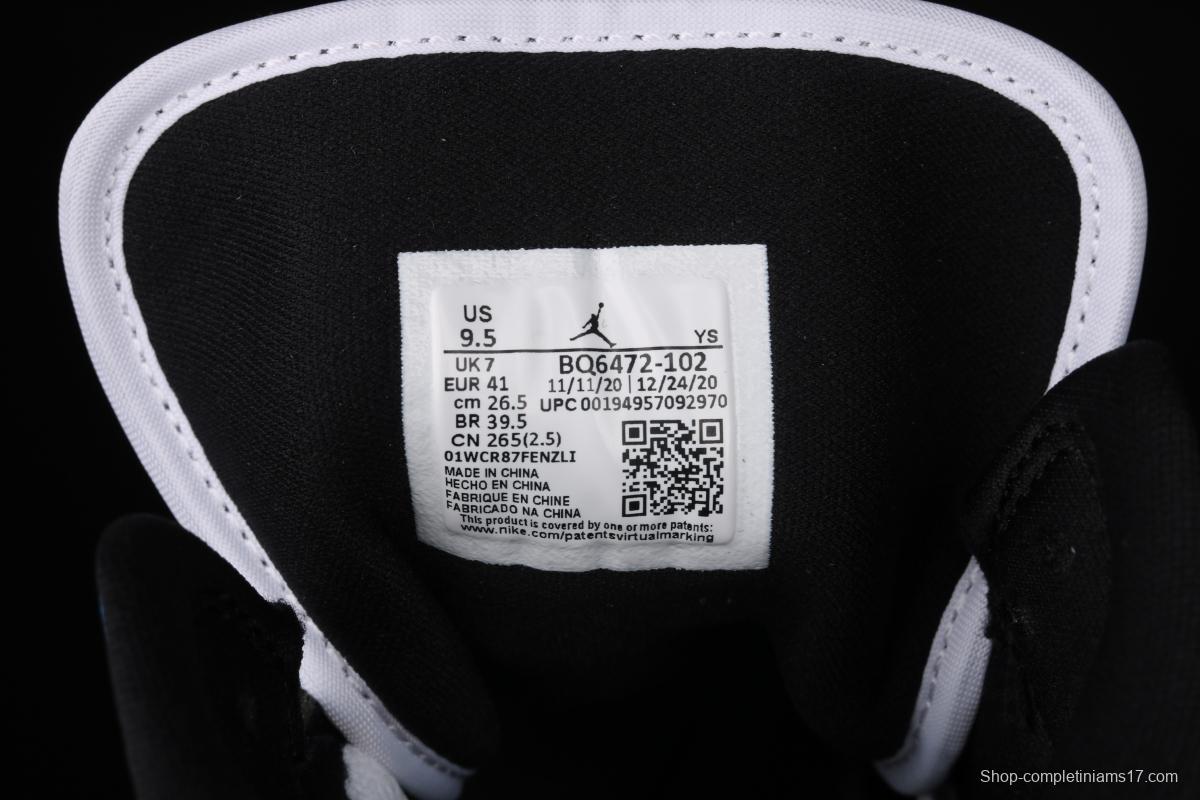 US
9.5
YS
UK 7
BQ6472-102
EUR 41
11/11/20 | 12/24/20
cm 26.5
UPC 00194957092970
BR 39.5
CN 265(2.5)
01WCR87FENZLI
MADE IN CHINA
HECHO EN CHINA
FABRIQUE EN CHINE
FABRICADO NA CHINA
This product is covered by one or more patents:
www.nike.com/patentsvirtualmarking
Shop-completiniams17.com